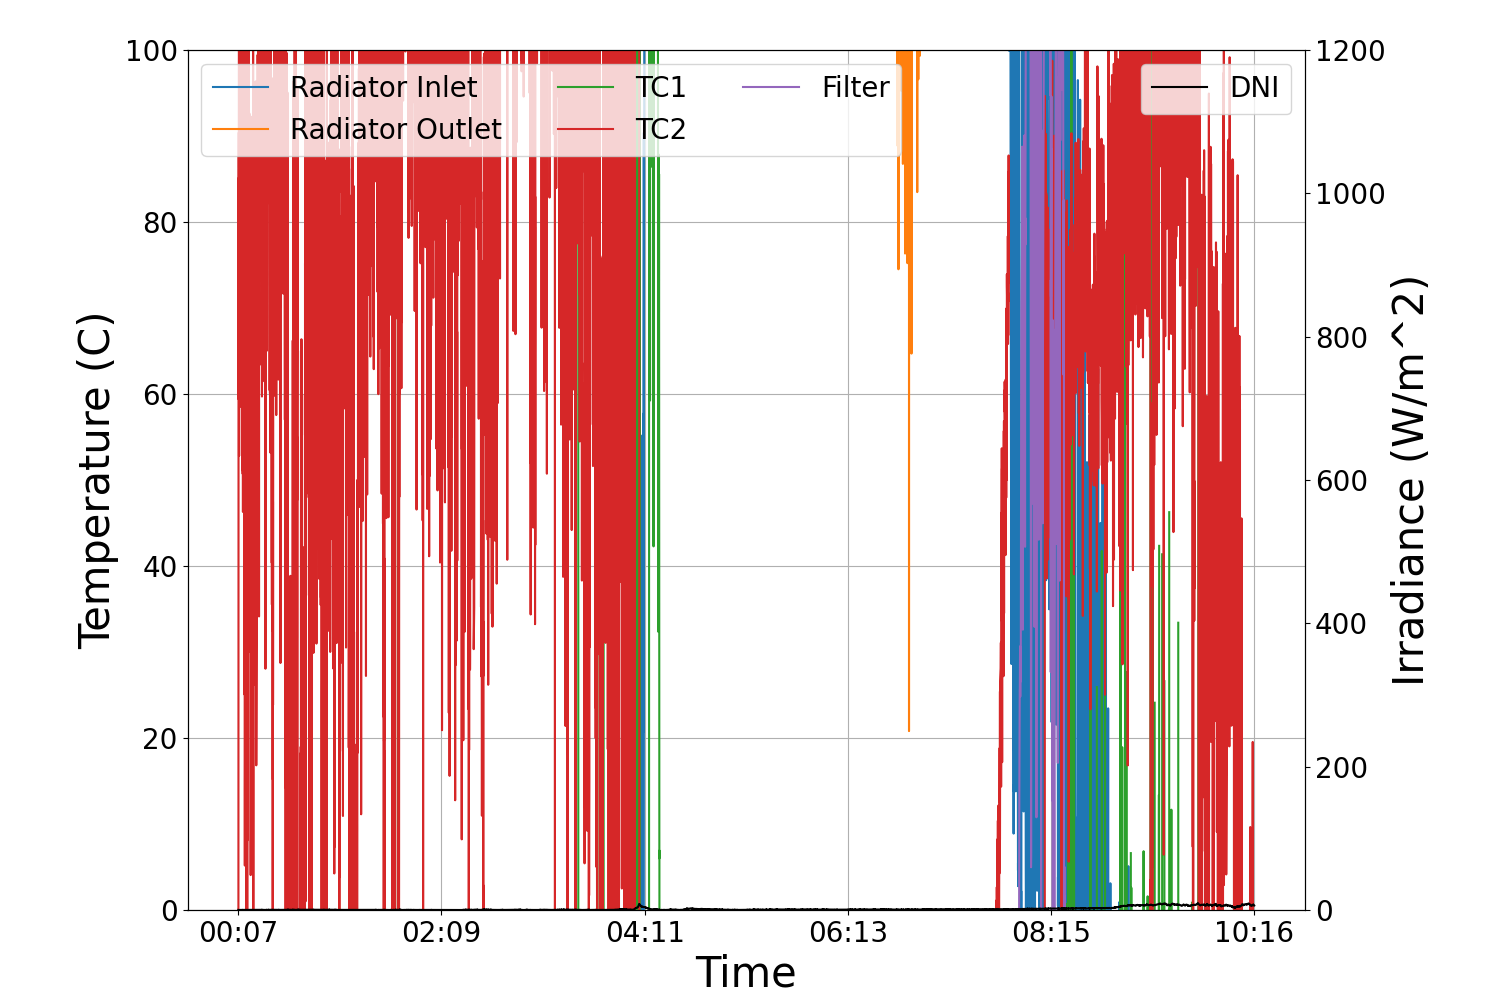 100
80
60
40
20
0
Temperature (C)
Radiator Inlet
Radiator Outlet
TC1
TC2
Filter
DNI
1200
1000
800
600
400
200
0
Irradiance (W/m^2)
00:07
02:09
04:11
06:13
08:15
10:16
Time